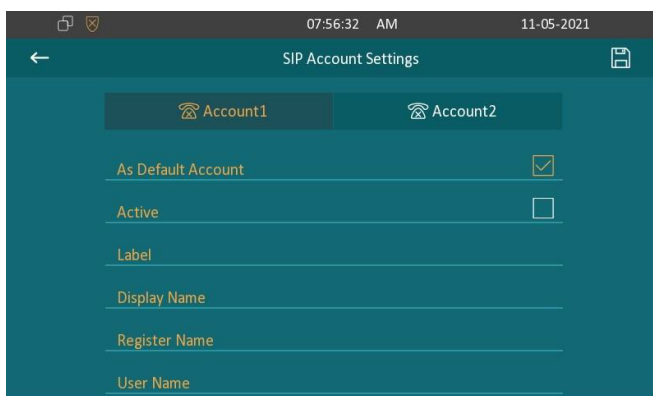 07:56:32 AM 11-05-2021
SIP Account Settings
Account1 Account2
As Default Account
Active
Label
Display Name
Register Name
User Name